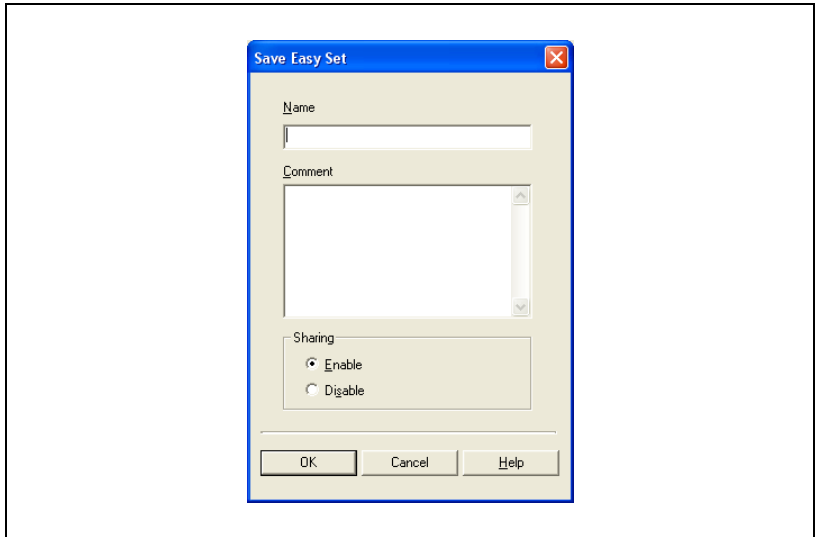 Save Easy Set
Name
Comment
Sharing
Enable
Disable
OK Cancel Help